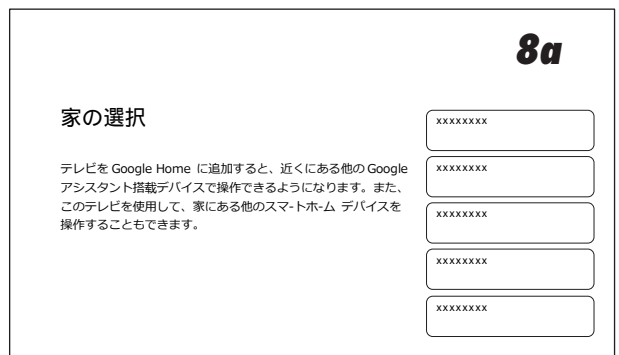 8a
家の選択
テレビを Google Home に追加すると、近くにある他の Google
アシスタント搭載デバイスで操作できるようになります。また、
このテレビを使用して、家にある他のスマ-トホ-ム デバイスを
操作することもできます。
xxxxxxxx
xxxxxxxx
xxxxxxxx
xxxxxxxx
xxxxxxxx